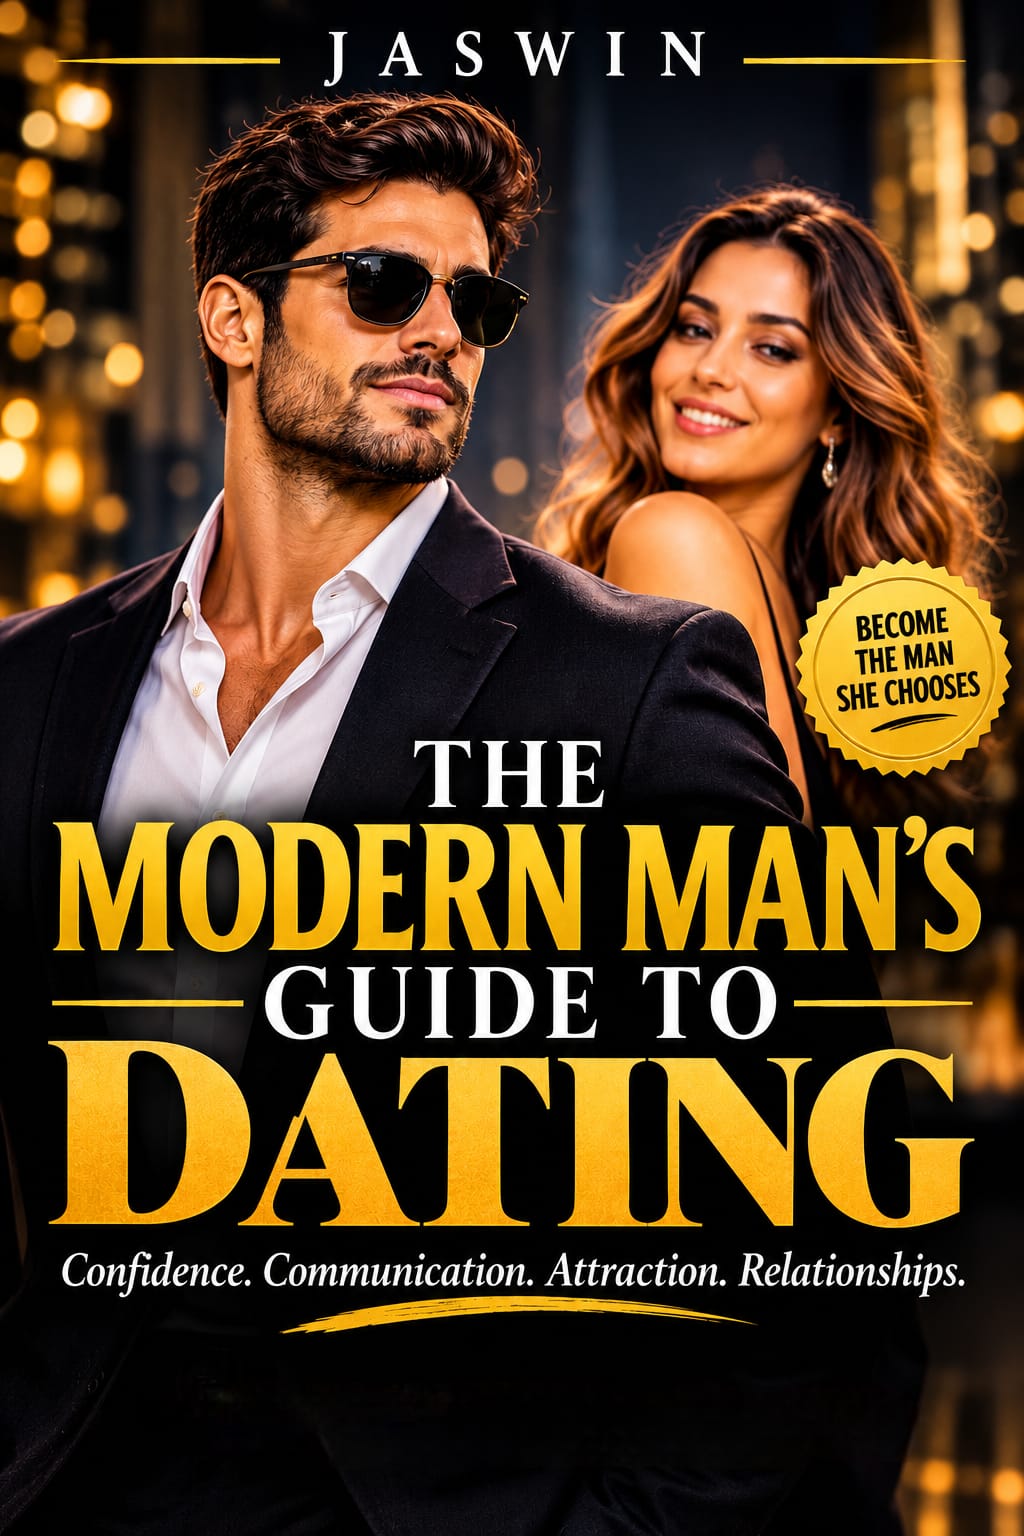 JASWIN
BECOME
THE MAN
SHE CHOOSES
THE
MODERN MAN'S
GUIDE TO
DATING
Confidence. Communication. Attraction. Relationships.